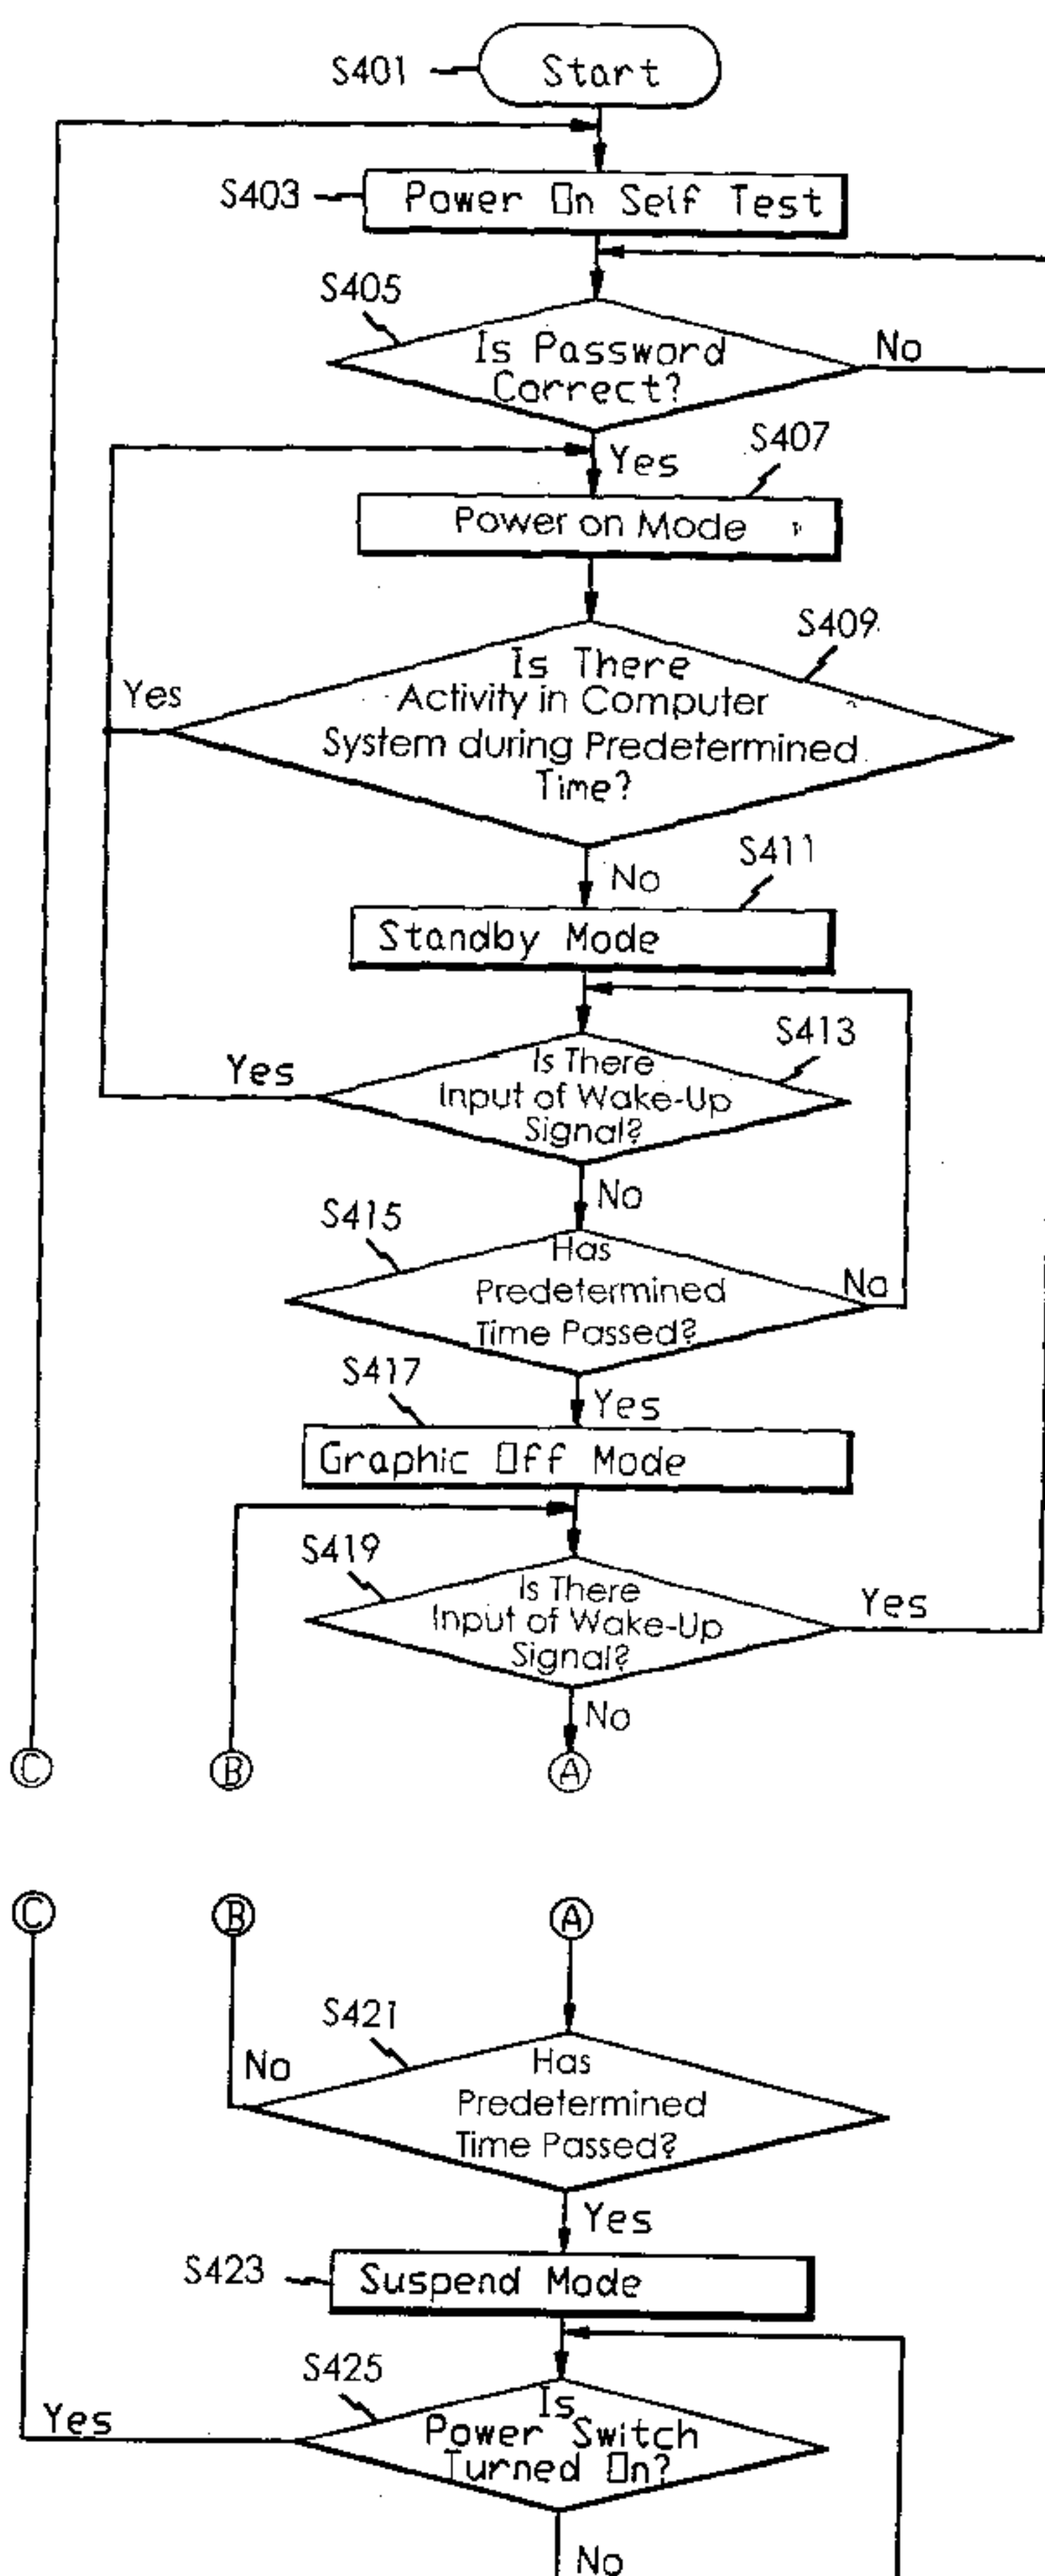 S401
Start
S403
Power On Self Test
S405
Is Password
Correct?
No
Yes
S407
Power on Mode
S409
Is There
Activity in Computer
System during Predetermined
Time?
Yes
No
S411
Standby Mode
S413
Is There
Input of Wake-Up
Signal?
Yes
No
S415
Has
Predetermined
Time Passed?
No
S417
Yes
Graphic Off Mode
S419
Is There
Input of Wake-Up
Signal?
Yes
No
C
B
A
C
B
A
S421
Has
Predetermined
Time Passed?
No
Yes
S423
Suspend Mode
S425
Is
Power Switch
Turned On?
Yes
No